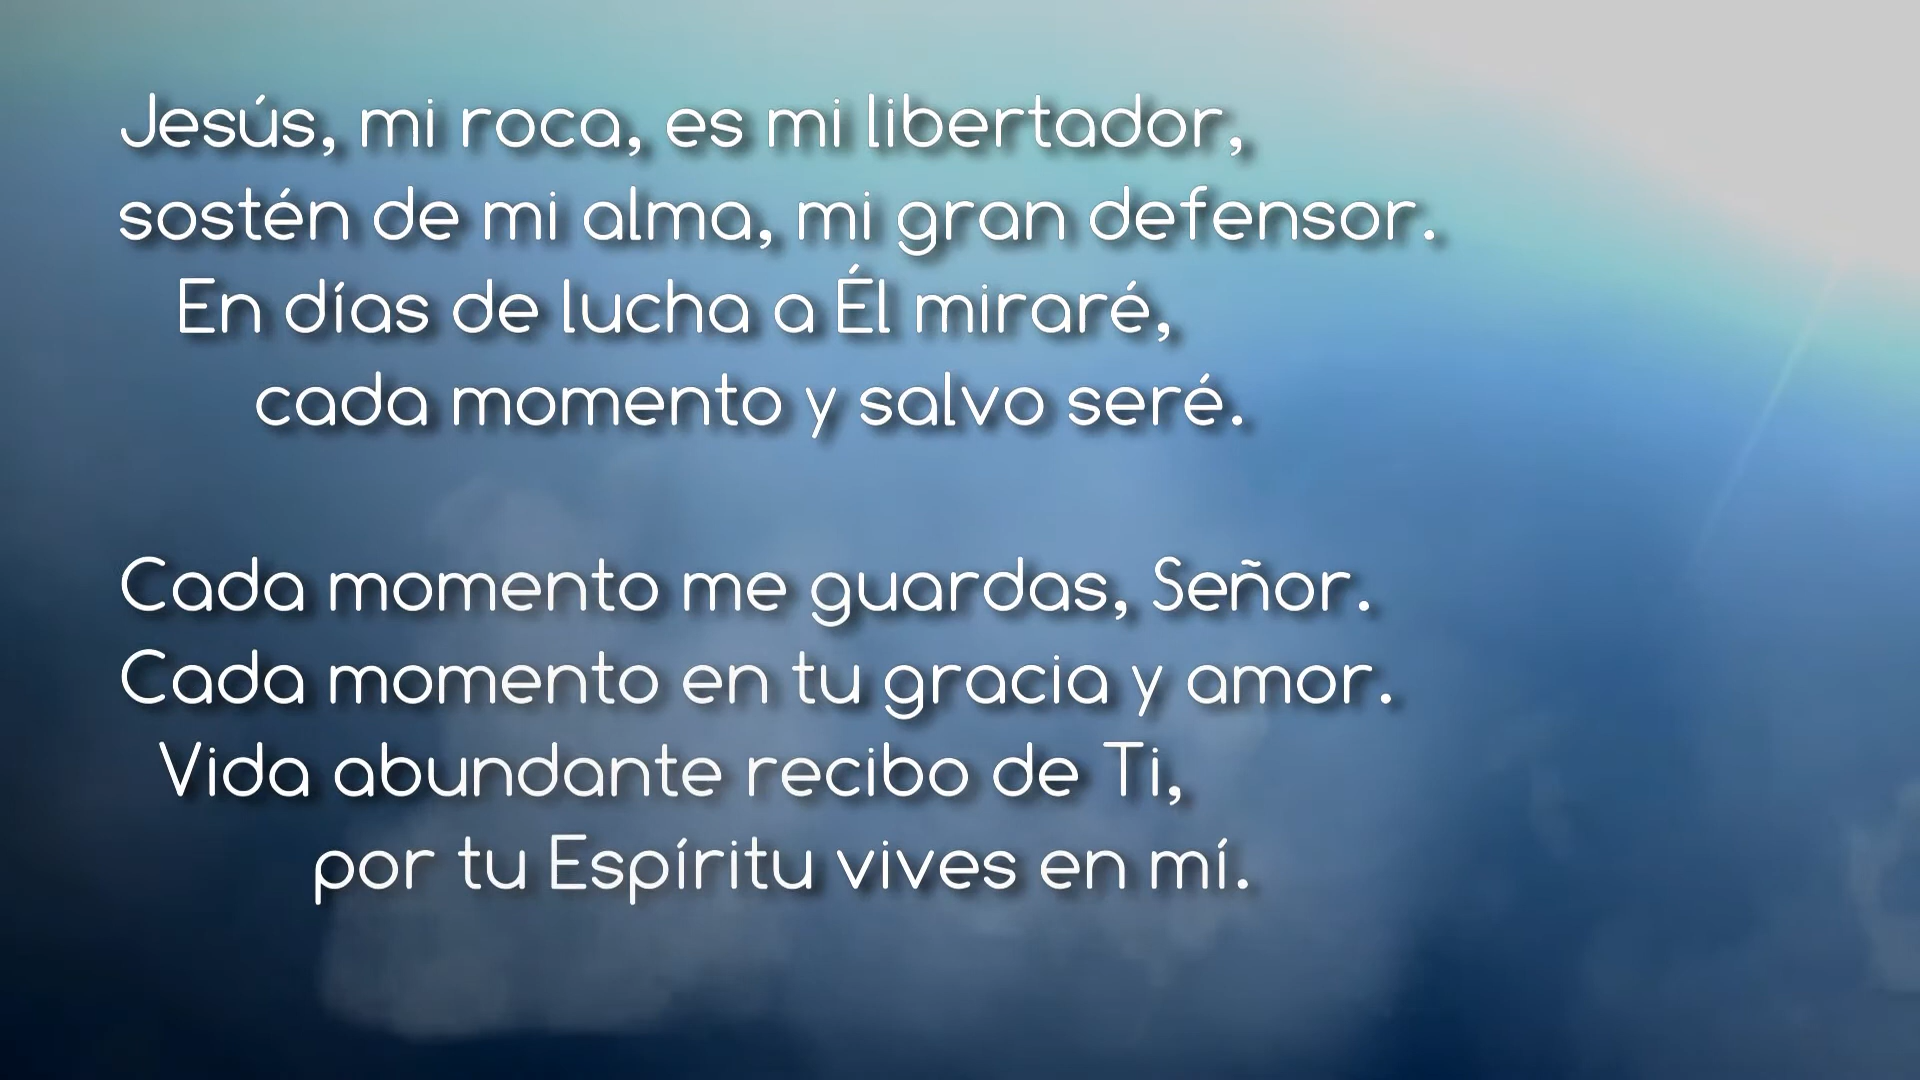 Jesús, mi roca, es mi libertador,
sostén de mi alma, mi gran defensor.
En días de lucha a Él miraré,
cada momento y salvo seré.
Cada momento me guardas, Señor.
Cada momento en tu gracia y amor.
Vida abundante recibo de Ti,
por tu Espíritu vives en mí.